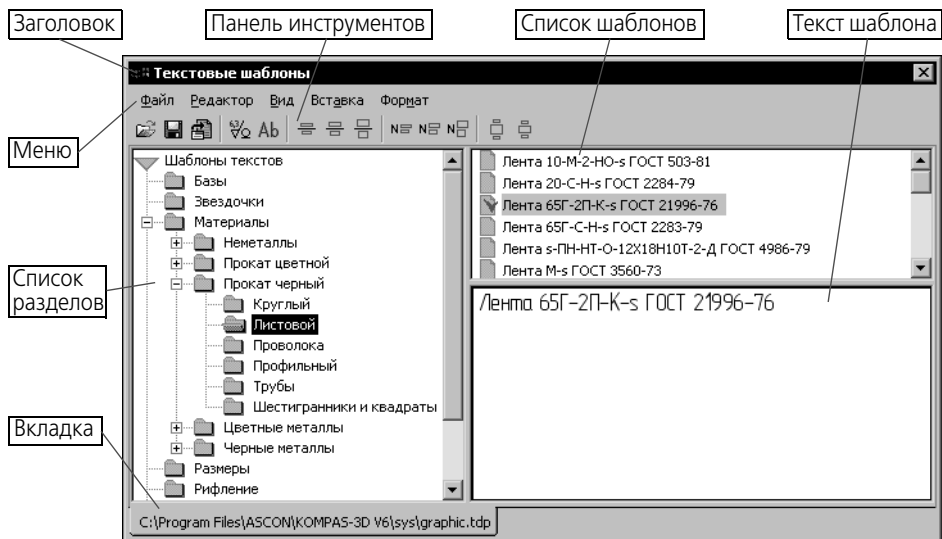 Заголовок
Панель инструментов
Список шаблонов
Текст шаблона
Текстовые шаблоны
Файл Редактор Вид Вставка Формат
Ab N N N
Меню
Шаблоны текстов
Базы
Звездочки
Материалы
Неметаллы
Прокат цветной
Прокат черный
Круглый
Листовой
Проволока
Профильный
Трубы
Шестигранники и квадраты
Цветные металлы
Черные металлы
Размеры
Рифление
Список
разделов
Вкладка
Лента 10-М-2-НО-s ГОСТ 503-81
Лента 20-С-Н-s ГОСТ 2284-79
Лента 65Г-2П-К-s ГОСТ 21996-76
Лента 65Г-С-Н-s ГОСТ 2283-79
Лента s-ПН-НТ-О-12Х18Н10Т-2-Д ГОСТ 4986-79
Лента М-s ГОСТ 3560-73
Лента 65Г-2П-К-s ГОСТ 21996-76
C:\Program Files\ASCON\KOMPAS-3D V6\sys\graphic.tdp